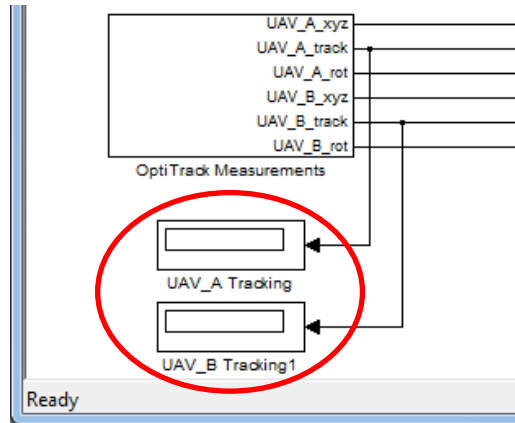 UAV_A_xyz
UAV_A_track
UAV_A_rot
UAV_B_xyz
UAV_B_track
UAV_B_rot
OptiTrack Measurements
UAV_A Tracking
UAV_B Tracking1
Ready